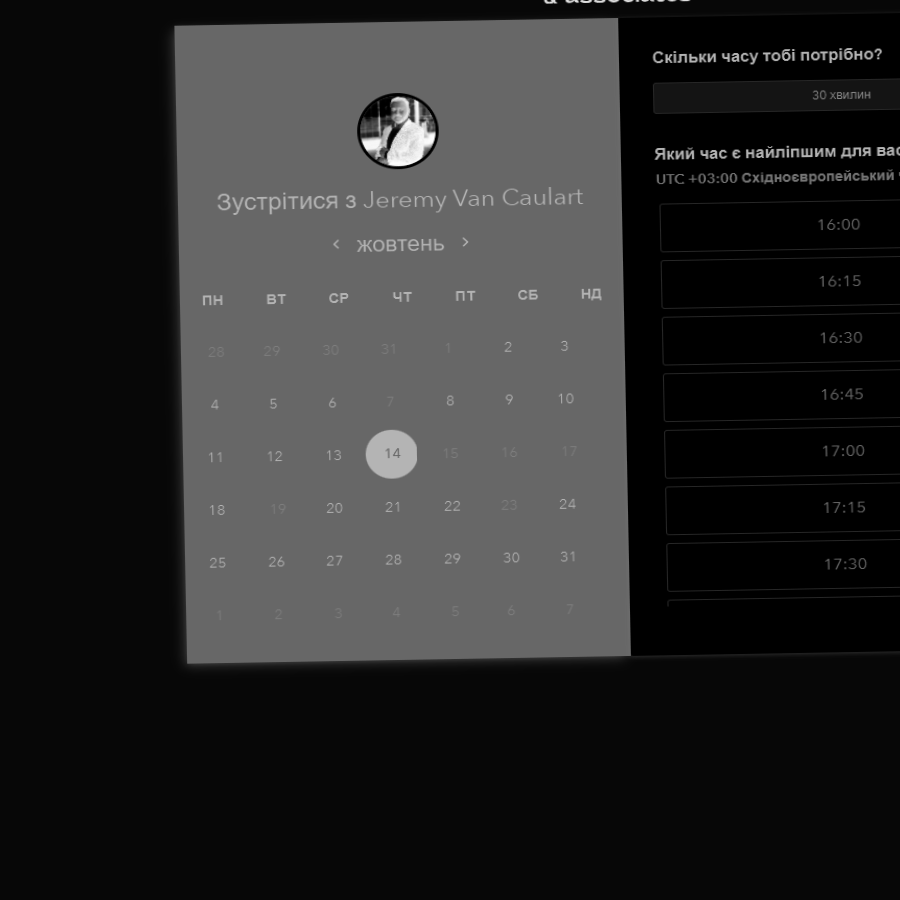 & associates
Зустрітися з Jeremy Van Caulart
‹ жовтень ›
ПН ВТ СР ЧТ ПТ СБ НД
28 29 30 31 1 2 3
4 5 6 7 8 9 10
11 12 13 14 15 16 17
18 19 20 21 22 23 24
25 26 27 28 29 30 31
1 2 3 4 5 6 7
Скільки часу тобі потрібно?
30 хвилин
Який час є найліпшим для вас
UTC +03:00 Східноєвропейський
16:00
16:15
16:30
16:45
17:00
17:15
17:30